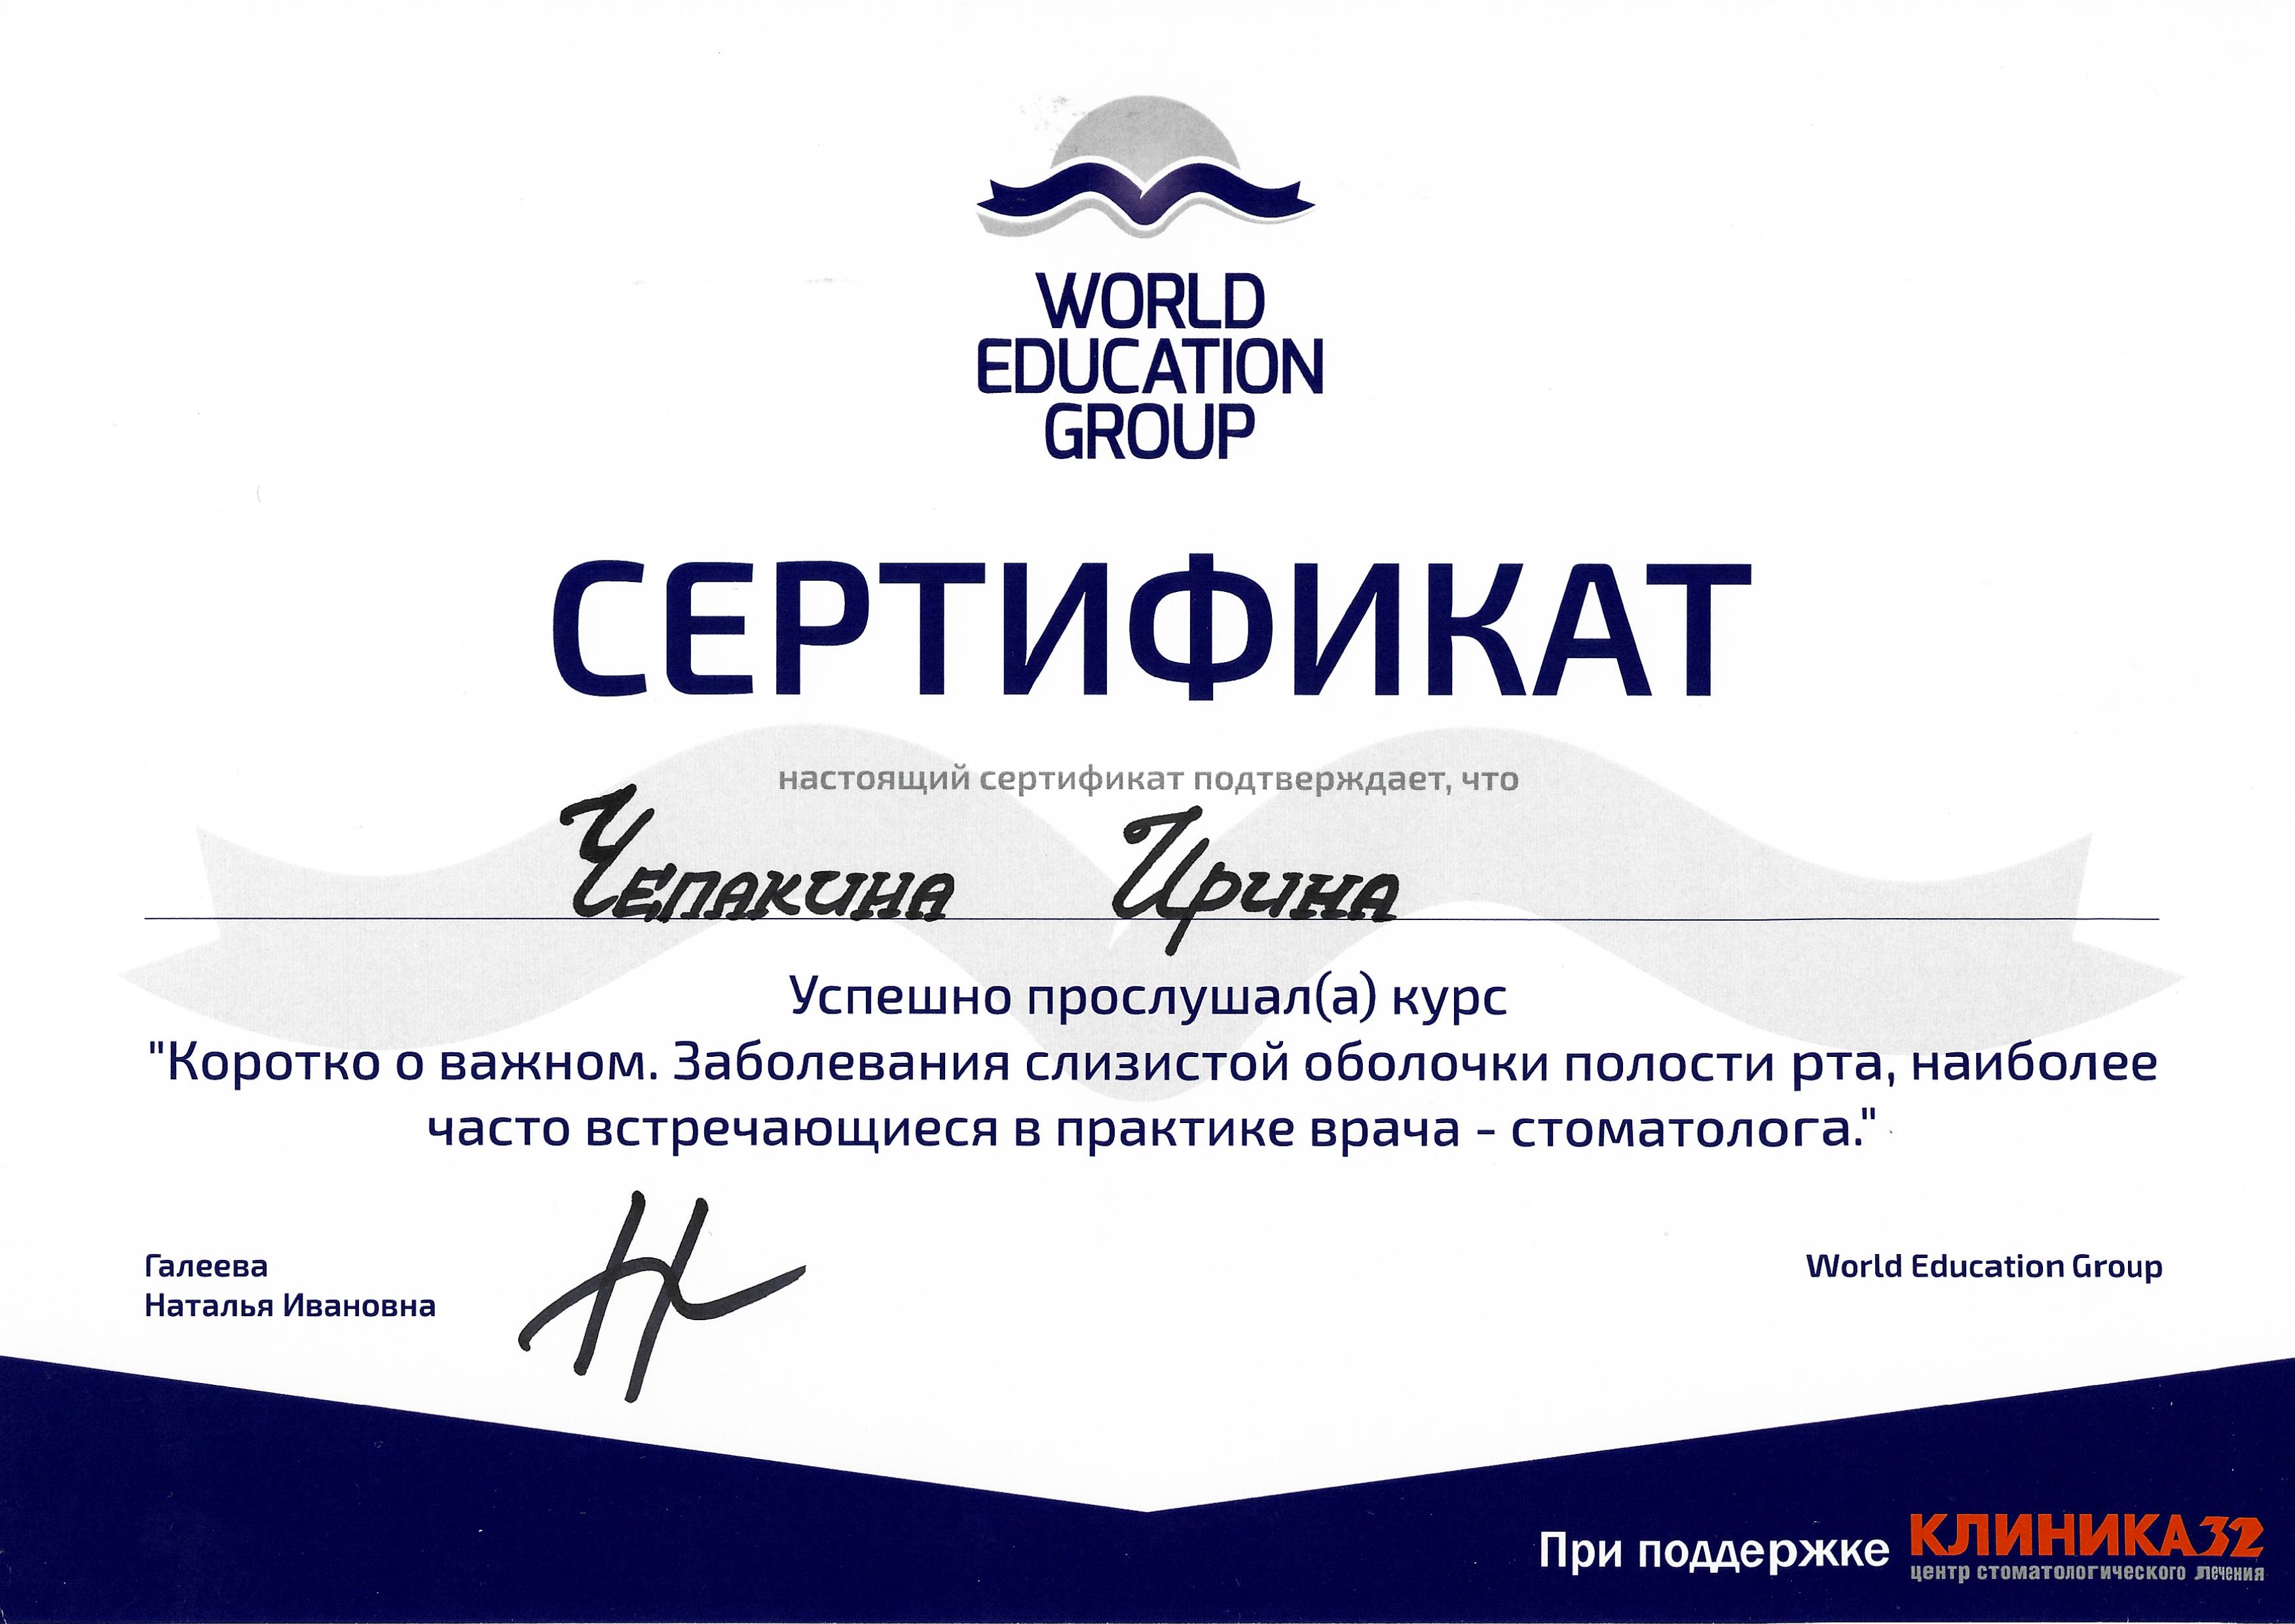 WORLD
EDUCATION
GROUP
СЕРТИФИКАТ
настоящий сертификат подтверждает, что
Чепакина Ирина
Успешно прослушал(а) курс
"Коротко о важном. Заболевания слизистой оболочки полости рта, наиболее
часто встречающиеся в практике врача - стоматолога."
Галеева
Наталья Ивановна
World Education Group
При поддержке КЛИНИКА32
центр стоматологического лечения